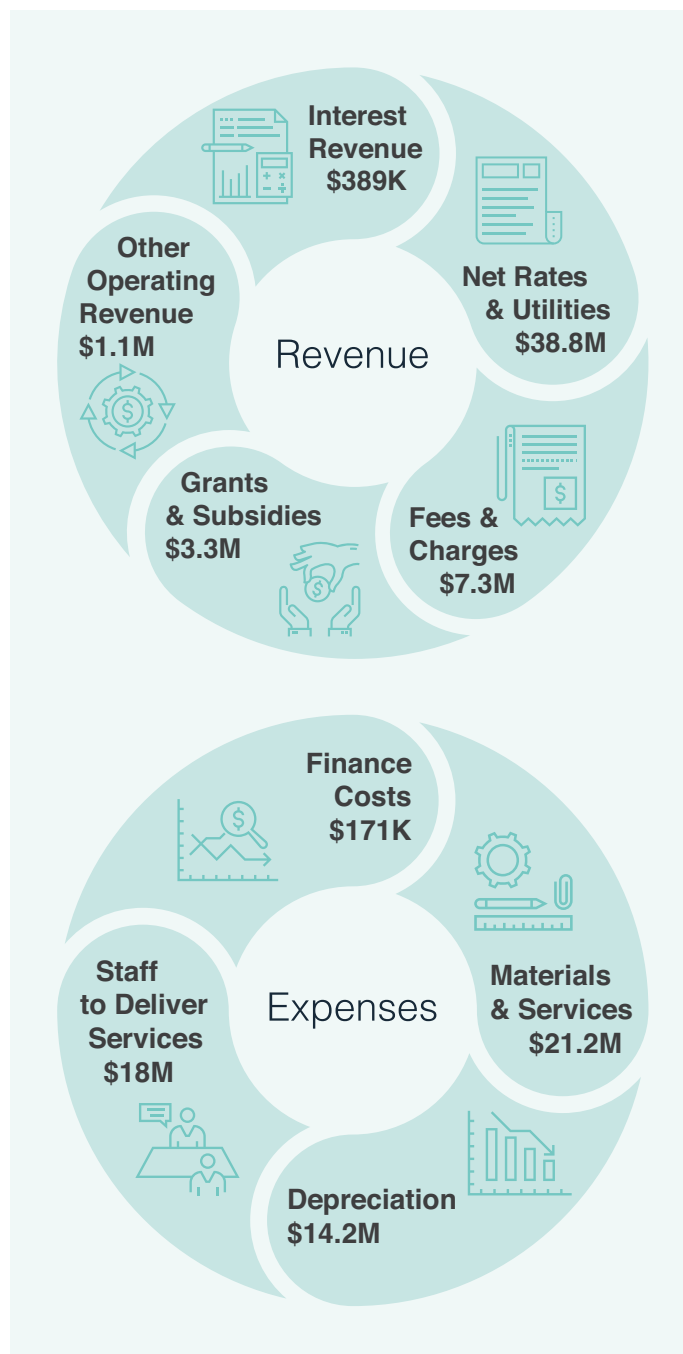 Interest
Revenue
$389K
Net Rates
& Utilities
$38.8M
Fees &
Charges
$7.3M
Grants
& Subsidies
$3.3M
Other
Operating
Revenue
$1.1M
Revenue
Finance
Costs
$171K
Materials
& Services
$21.2M
Depreciation
$14.2M
Staff
to Deliver
Services
$18M
Expenses